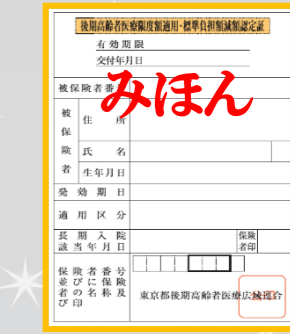 後期高齢者医療限度額適用・標準負担額減額認定証
有効期限
交付年月日
被保険者番号
みほん
被保険者
住所
氏名
生年月日
発効期日
適用区分
長期入院
該当年月日
保険
者印
保険者番号
並びに保険
者の名称及
び印
東京都後期高齢者医療広域連合